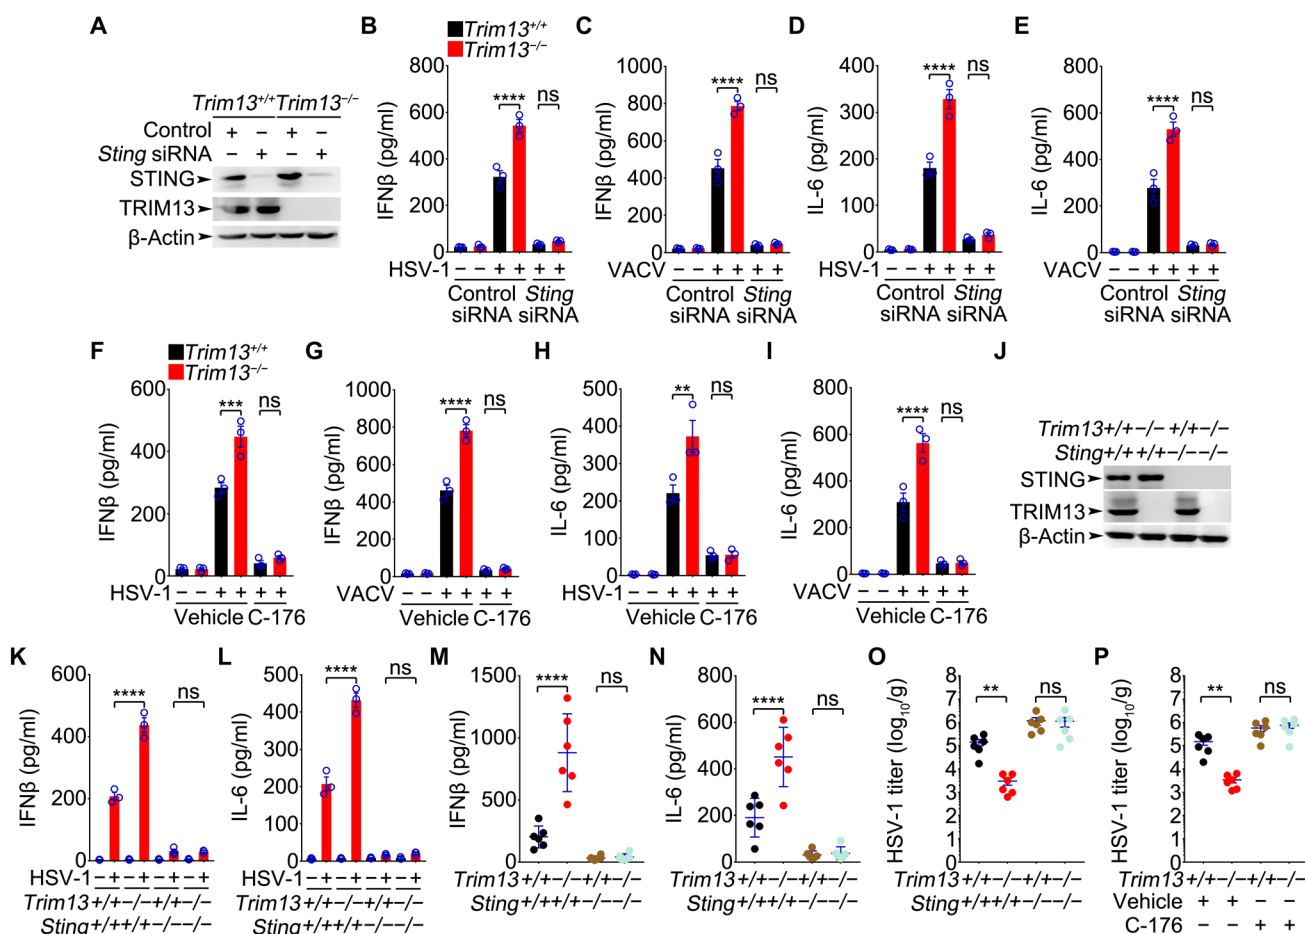 A
Trim13+/+ Trim13−/−
Control + − + −
Sting siRNA − + − +
STING
TRIM13
β-Actin
B
Trim13+/+
Trim13−/−
800
600
400
200
0
IFNβ (pg/ml)
**** ns
HSV-1 − − + + + +
Control Sting
siRNA siRNA
C
1000
800
600
400
200
0
IFNβ (pg/ml)
**** ns
VACV − − + + + +
Control Sting
siRNA siRNA
D
400
300
200
100
0
IL-6 (pg/ml)
**** ns
HSV-1 − − + + + +
Control Sting
siRNA siRNA
E
800
600
400
200
0
IL-6 (pg/ml)
**** ns
VACV − − + + + +
Control Sting
siRNA siRNA
F
Trim13+/+
Trim13−/−
600
400
200
0
IFNβ (pg/ml)
*** ns
HSV-1 − − + + + +
Vehicle C-176
G
1000
800
600
400
200
0
IFNβ (pg/ml)
**** ns
VACV − − + + + +
Vehicle C-176
H
500
400
300
200
100
0
IL-6 (pg/ml)
** ns
HSV-1 − − + + + +
Vehicle C-176
I
800
600
400
200
0
IL-6 (pg/ml)
**** ns
VACV − − + + + +
Vehicle C-176
J
Trim13 +/+ −/− +/+ −/−
Sting +/+ +/+ −/− −/−
STING
TRIM13
β-Actin
K
600
400
200
0
IFNβ (pg/ml)
**** ns
HSV-1 − + − + − + − +
Trim13 +/+ −/− +/+ −/−
Sting +/+ +/+ −/− −/−
L
500
400
300
200
100
0
IL-6 (pg/ml)
**** ns
HSV-1 − + − + − + − +
Trim13 +/+ −/− +/+ −/−
Sting +/+ +/+ −/− −/−
M
1500
1000
500
0
IFNβ (pg/ml)
**** ns
Trim13 +/+ −/− +/+ −/−
Sting +/+ +/+ −/− −/−
N
800
600
400
200
0
IL-6 (pg/ml)
**** ns
Trim13 +/+ −/− +/+ −/−
Sting +/+ +/+ −/− −/−
O
8
7
6
5
4
3
2
1
0
HSV-1 titer (log10/g)
** ns
Trim13 +/+ −/− +/+ −/−
Sting +/+ +/+ −/− −/−
P
8
7
6
5
4
3
2
1
0
HSV-1 titer (log10/g)
** ns
Trim13 +/+ −/− +/+ −/−
Vehicle + + − −
C-176 − − + +